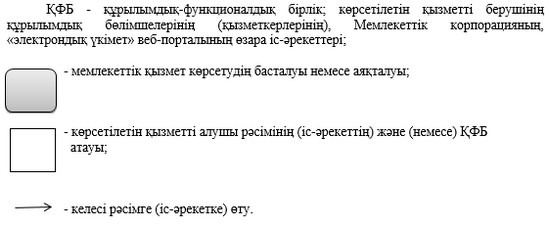 ҚФБ - құрылымдық-функционалдық бірлік; көрсетілетін қызметті берушінің
құрылымдық бөлімшелерінің (қызметкерлерінің), Мемлекеттік корпорацияның,
«электрондық үкімет» веб-порталының өзара іс-әрекеттері;
- мемлекеттік қызмет көрсетудің басталуы немесе аяқталуы;
- көрсетілетін қызметті алушы рәсімінің (іс-әрекеттің) және (немесе) ҚФБ
атауы;
- келесі рәсімге (іс-әрекетке) өту.